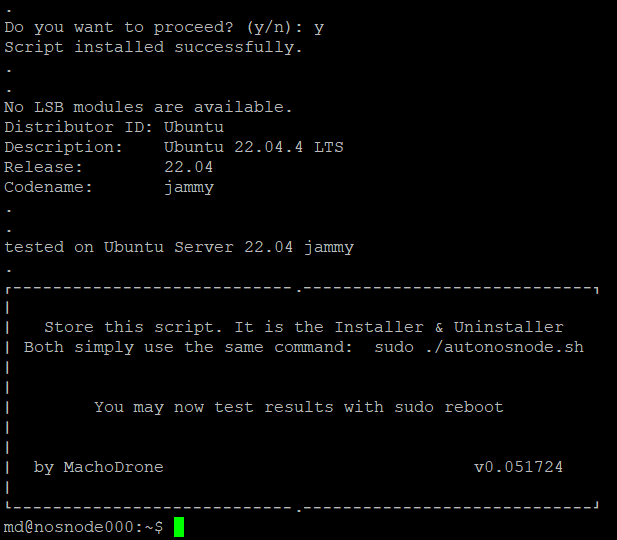 .
Do you want to proceed? (y/n): y
Script installed successfully.
.
.
No LSB modules are available.
Distributor ID: Ubuntu
Description:    Ubuntu 22.04.4 LTS
Release:        22.04
Codename:       jammy
.
.
tested on Ubuntu Server 22.04 jammy
.
┌----------------------------.-----------------------------┐
|
|   Store this script. It is the Installer & Uninstaller
| Both simply use the same command:  sudo ./autonosnode.sh
|
|
|        You may now test results with sudo reboot
|
|
|  by MachoDrone                               v0.051724
|
└----------------------------.-----------------------------┘
md@nosnode000:~$